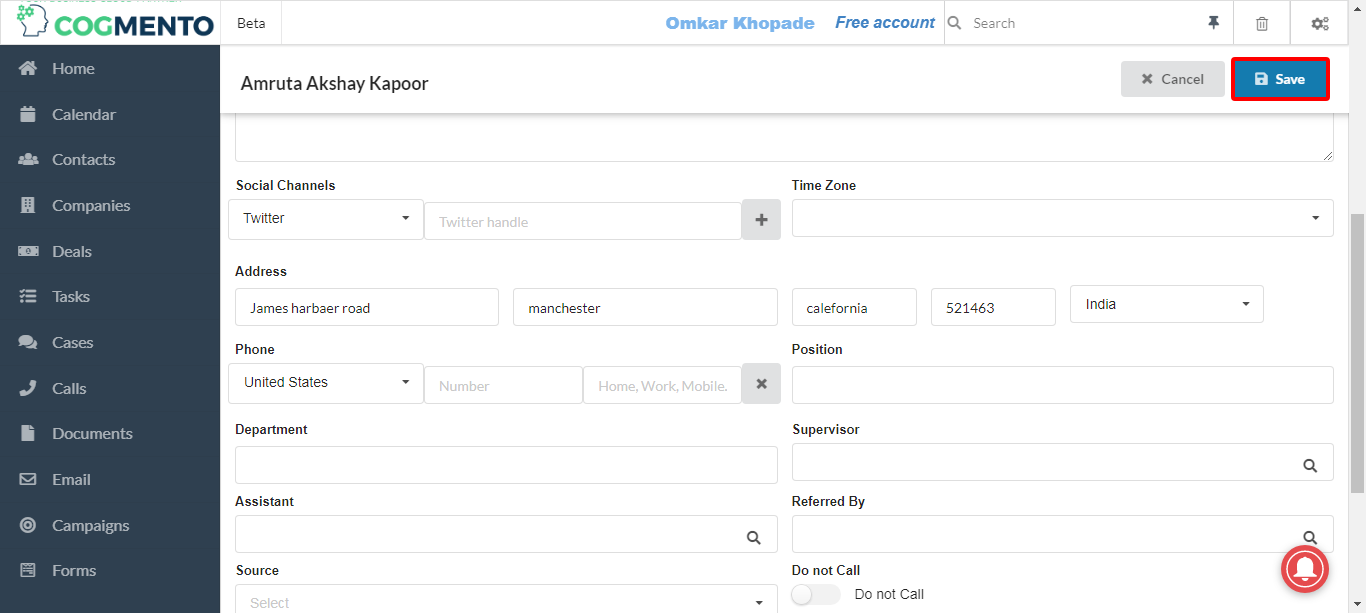 COGMENTO
Beta
Omkar Khopade
Free account
Search
Home
Calendar
Contacts
Companies
Deals
Tasks
Cases
Calls
Documents
Email
Campaigns
Forms
Amruta Akshay Kapoor
Cancel
Save
Social Channels
Time Zone
Twitter
Twitter handle
Address
James harbaer road
manchester
calefornia
521463
India
Phone
Position
United States
Number
Home, Work, Mobile.
Department
Supervisor
Assistant
Referred By
Source
Do not Call
Select
Do not Call